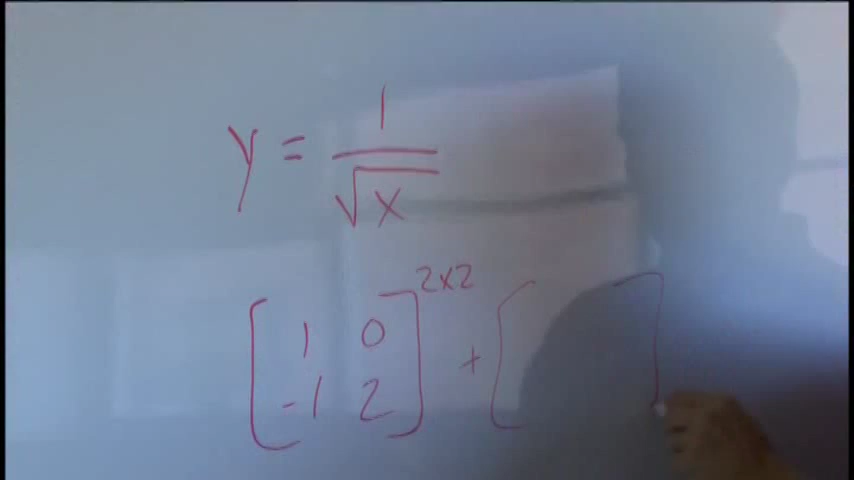 y = 1/√x
[1 0; -1 2]^{2x2} + [ ]